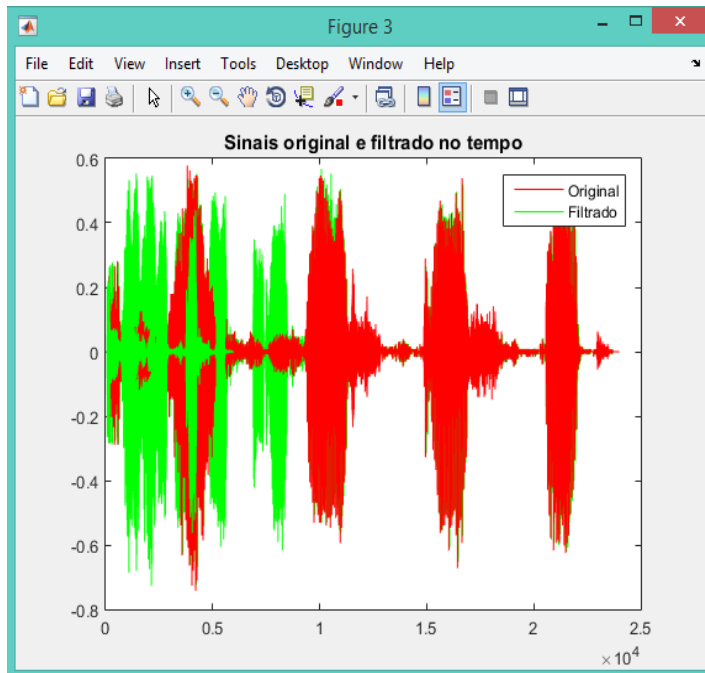 Figure 3
File Edit View Insert Tools Desktop Window Help
Sinais original e filtrado no tempo
Original
Filtrado
0.6
0.4
0.2
0
-0.2
-0.4
-0.6
-0.8
0 0.5 1 1.5 2 2.5
×10⁴